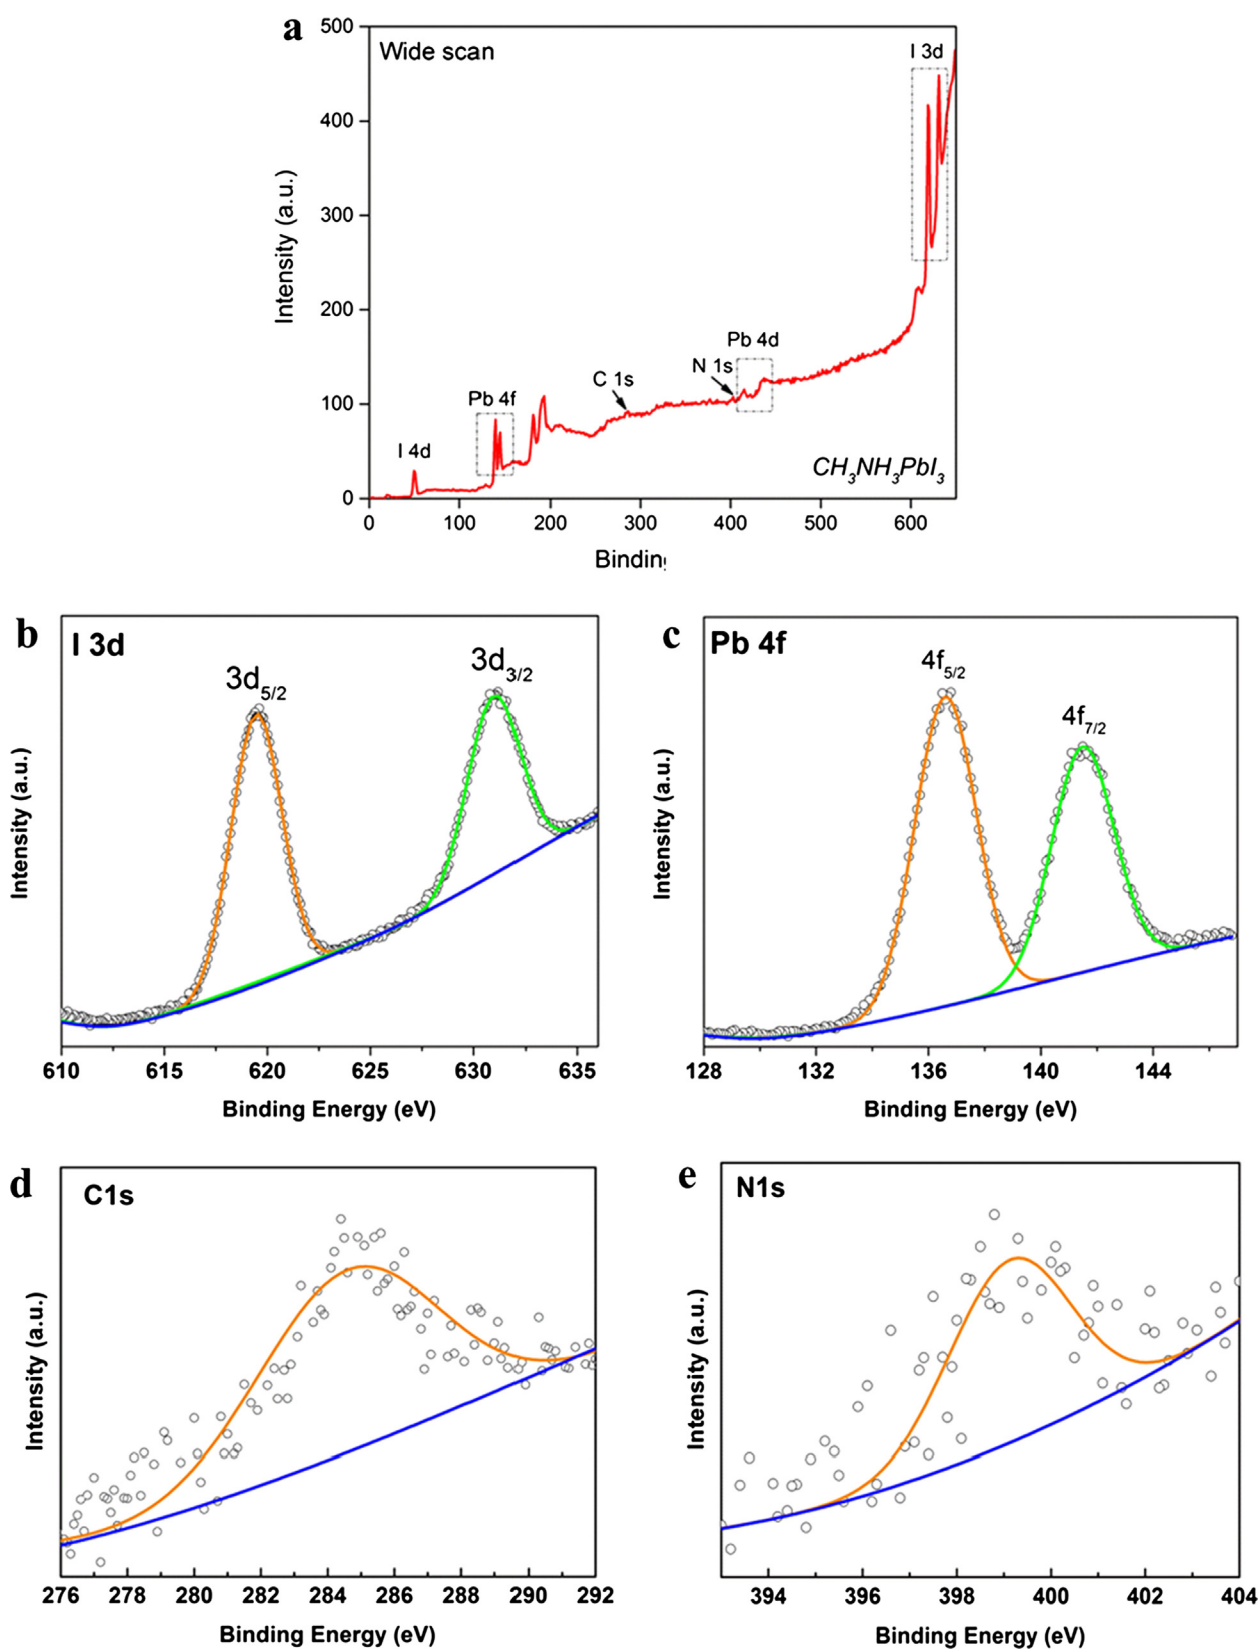 a
500
Wide scan
I 3d
400
300
Intensity (a.u.)
200
Pb 4d
N 1s
C 1s
Pb 4f
100
I 4d
CH3NH3PbI3
0
0 100 200 300 400 500 600
b
I 3d
3d5/2
3d3/2
Intensity (a.u.)
610 615 620 625 630 635
Binding Energy (eV)
c
Pb 4f
4f5/2
4f7/2
Intensity (a.u.)
128 132 136 140 144
Binding Energy (eV)
d
C1s
Intensity (a.u.)
276 278 280 282 284 286 288 290 292
Binding Energy (eV)
e
N1s
Intensity (a.u.)
394 396 398 400 402 404
Binding Energy (eV)